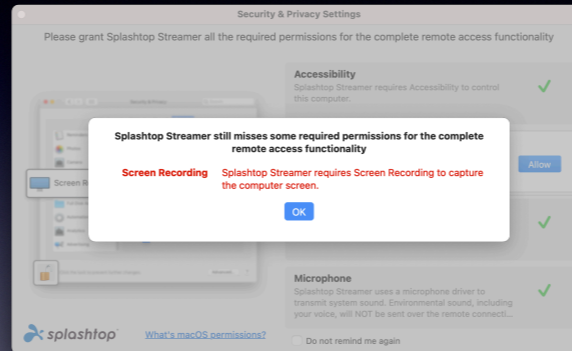 Security & Privacy Settings
Please grant Splashtop Streamer all the required permissions for the complete remote access functionality
Accessibility
Splashtop Streamer requires Accessibility to control
this computer.
Splashtop Streamer still misses some required permissions for the complete
remote access functionality
Screen Recording
Splashtop Streamer requires Screen Recording to capture
the computer screen.
OK
Allow
Screen R
Microphone
Splashtop Streamer uses a microphone driver to
transmit system sound. Environmental sound, including
your voice, will NOT be sent over the remote connecti...
splashtop
What's macOS permissions?
Do not remind me again